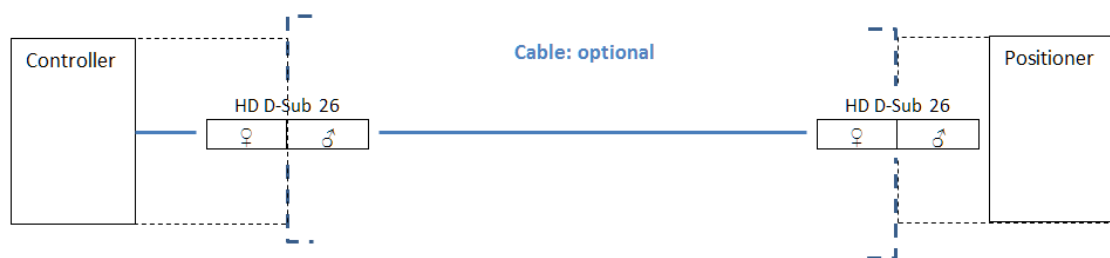 Cable: optional
Controller
Positioner
HD D-Sub 26
HD D-Sub 26
♀ ♂
♀ ♂